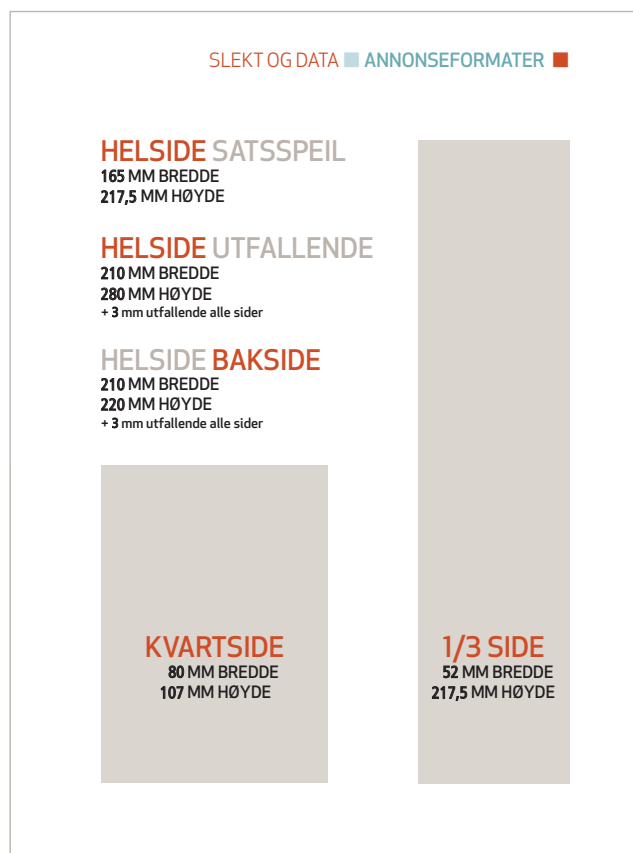 SLEKT OG DATA ANNONSEFORMATER
HELSIDE SATSSPEIL
165 MM BREDDE
217,5 MM HØYDE
HELSIDE UTFALLENDE
210 MM BREDDE
280 MM HØYDE
+ 3 mm utfallende alle sider
HELSIDE BAKSIDE
210 MM BREDDE
220 MM HØYDE
+ 3 mm utfallende alle sider
KVARTSIDE
80 MM BREDDE
107 MM HØYDE
1/3 SIDE
52 MM BREDDE
217,5 MM HØYDE